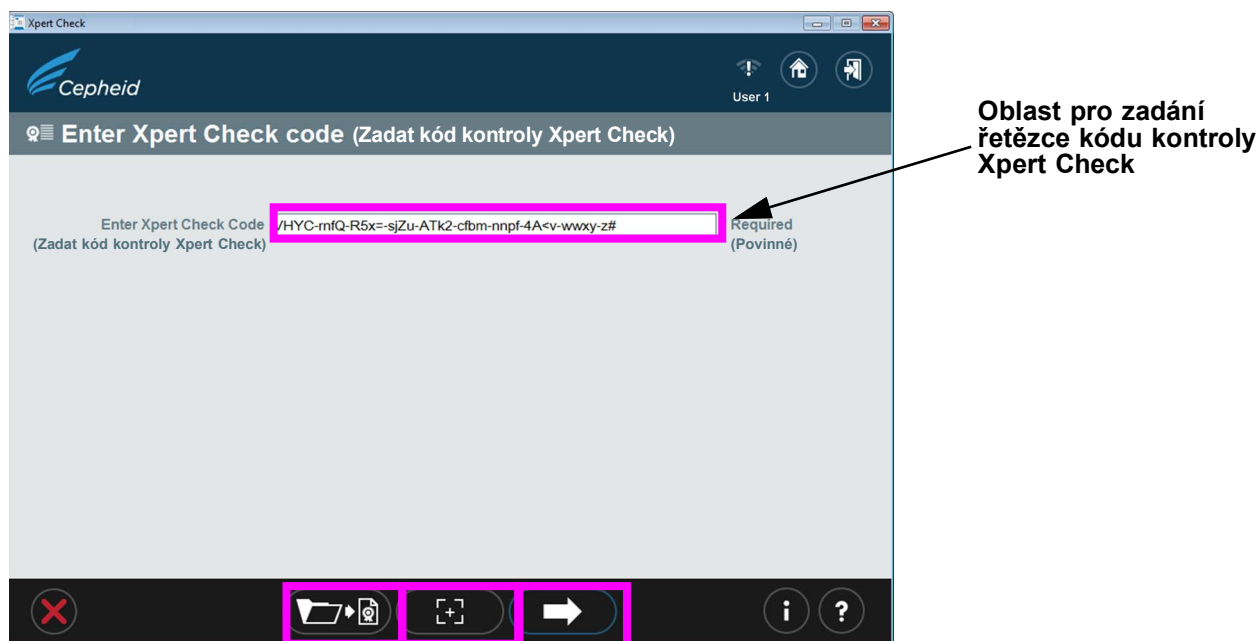 Xpert Check
Cepheid
User 1
Enter Xpert Check code (Zadat kód kontroly Xpert Check)
Oblast pro zadání
řetězce kódu kontroly
Xpert Check
Enter Xpert Check Code
(Zadat kód kontroly Xpert Check)
/HYC-rnfQ-R5x=-sjZu-ATk2-cfbm-nnpf-4A<v-wwxy-z#
Required
(Povinné)
i
?